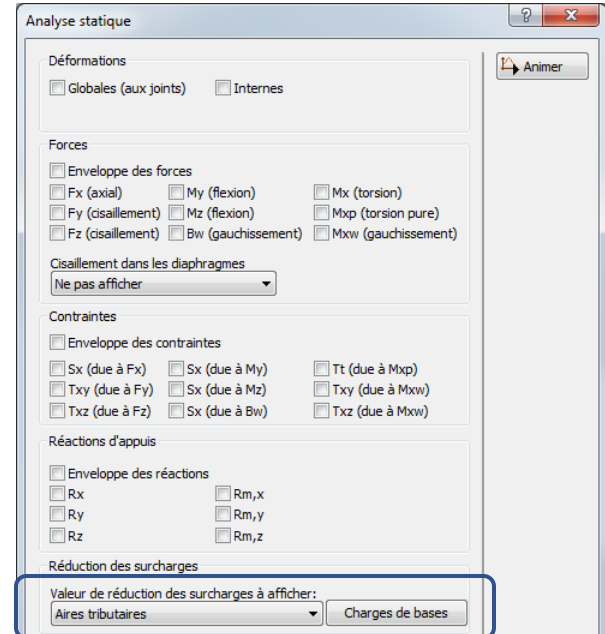 Analyse statique
Animer
Déformations
Globales (aux joints) Internes
Forces
Enveloppe des forces
Fx (axial) My (flexion) Mx (torsion)
Fy (cisaillement) Mz (flexion) Mxp (torsion pure)
Fz (cisaillement) Bw (gauchissement) Mxw (gauchissement)
Cisaillement dans les diaphragmes
Ne pas afficher
Contraintes
Enveloppe des contraintes
Sx (due à Fx) Sx (due à My) Tt (due à Mxp)
Txy (due à Fy) Sx (due à Mz) Txy (due à Mxw)
Txz (due à Fz) Sx (due à Bw) Txz (due à Mxw)
Réactions d'appuis
Enveloppe des réactions
Rx Rm,x
Ry Rm,y
Rz Rm,z
Réduction des surcharges
Valeur de réduction des surcharges à afficher:
Aires tributaires Charges de bases